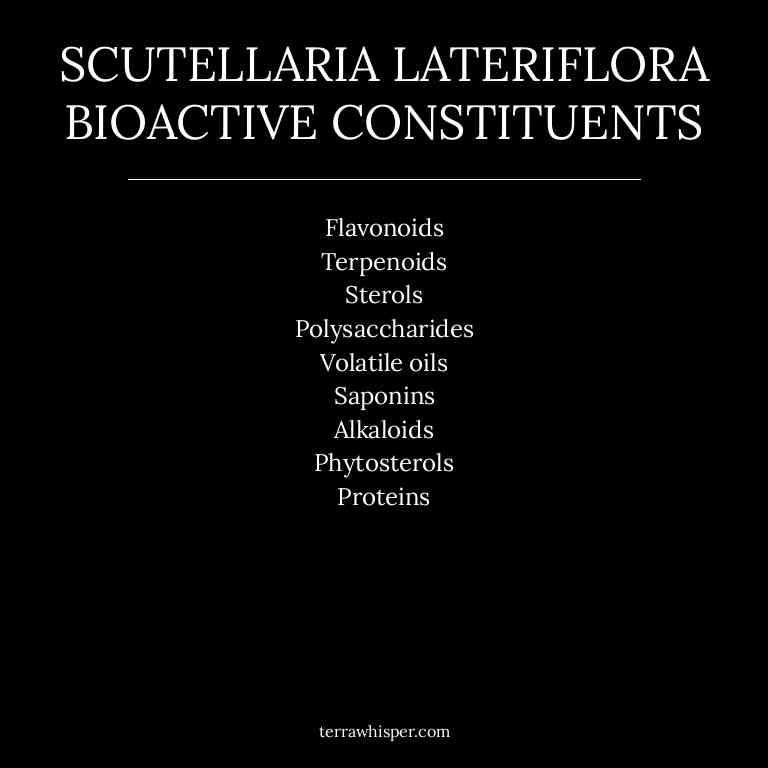 SCUTELLARIA LATERIFLORA
BIOACTIVE CONSTITUENTS
Flavonoids
Terpenoids
Sterols
Polysaccharides
Volatile oils
Saponins
Alkaloids
Phytosterols
Proteins
terrawhisper.com